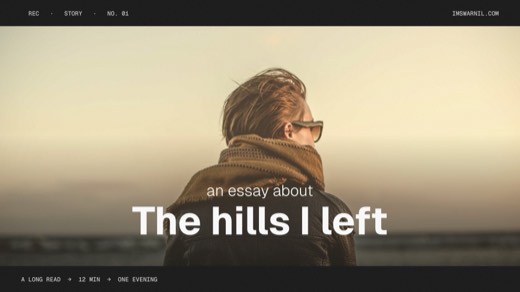 REC · STORY · NO. 01
IMSWARNIL.COM
an essay about
The hills I left
A LONG READ → 12 MIN → ONE EVENING